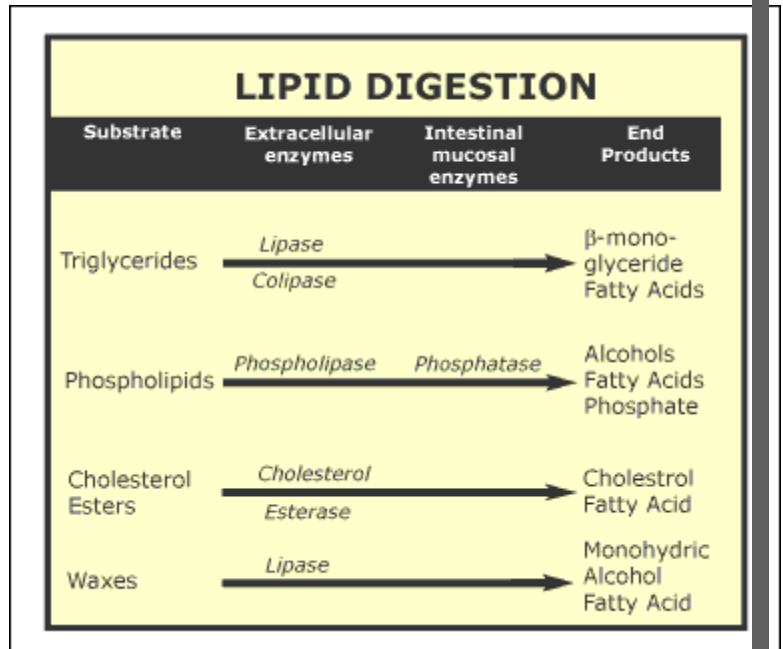 LIPID DIGESTION
Substrate
Extracellular
enzymes
Intestinal
mucosal
enzymes
End
Products
Triglycerides
Lipase
Colipase
β-mono-
glyceride
Fatty Acids
Phospholipids
Phospholipase
Phosphatase
Alcohols
Fatty Acids
Phosphate
Cholesterol
Esters
Cholesterol
Esterase
Cholestrol
Fatty Acid
Waxes
Lipase
Monohydric
Alcohol
Fatty Acid